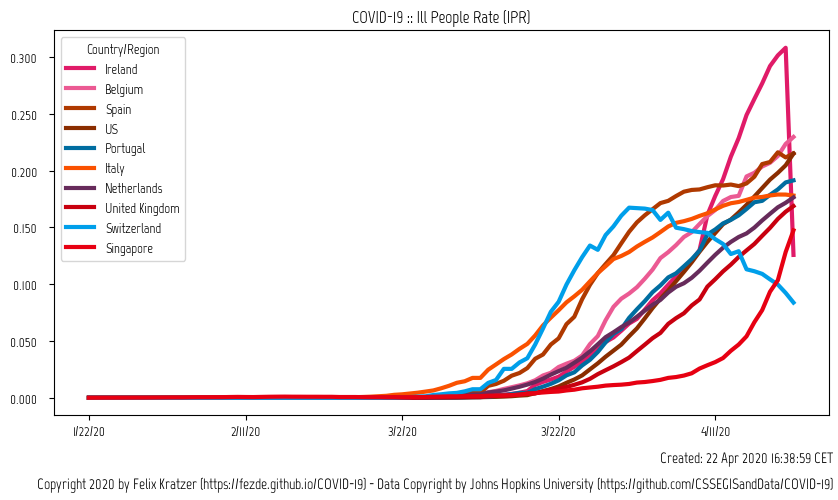 COVID-19 :: Ill People Rate (IPR)
Country/Region
Ireland
Belgium
Spain
US
Portugal
Italy
Netherlands
United Kingdom
Switzerland
Singapore
0.300
0.250
0.200
0.150
0.100
0.050
0.000
1/22/20 2/11/20 3/2/20 3/22/20 4/11/20
Created: 22 Apr 2020 16:38:59 CET
Copyright 2020 by Felix Kratzer (https://fezde.github.io/COVID-19) - Data Copyright by Johns Hopkins University (https://github.com/CSSEGISandData/COVID-19)